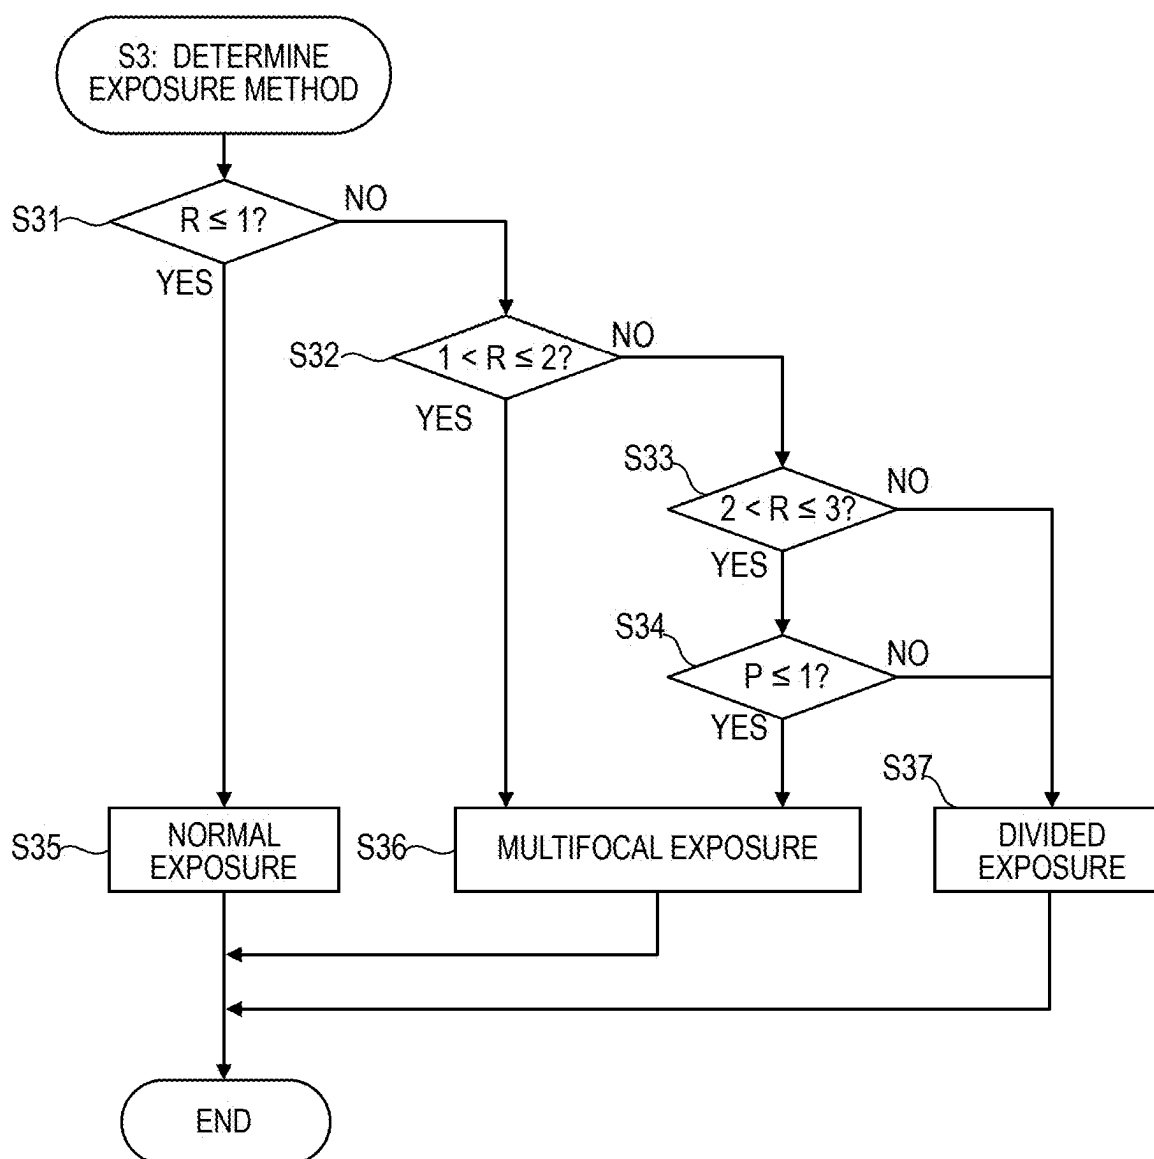 S3: DETERMINE
EXPOSURE METHOD
S31
R ≤ 1?
NO
YES
S32
1 < R ≤ 2?
NO
YES
S33
2 < R ≤ 3?
NO
YES
S34
P ≤ 1?
NO
YES
S35
NORMAL
EXPOSURE
S36
MULTIFOCAL EXPOSURE
S37
DIVIDED
EXPOSURE
END